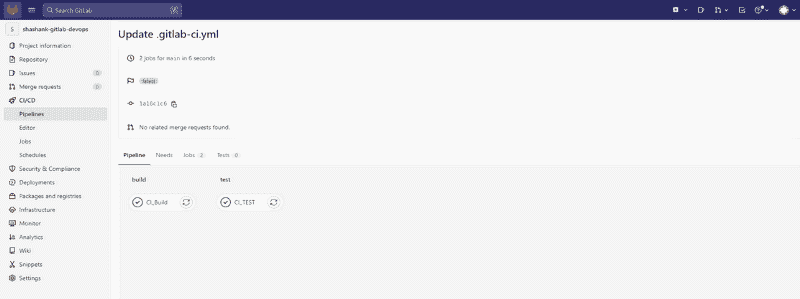 Search GitLab
S shashank-gitlab-devops
Project information
Repository
Issues 0
Merge requests 0
CI/CD
Pipelines
Editor
Jobs
Schedules
Security & Compliance
Deployments
Packages and registries
Infrastructure
Monitor
Analytics
Wiki
Snippets
Settings
Update .gitlab-ci.yml
2 jobs for main in 6 seconds
latest
No related merge requests found.
Pipeline Needs Jobs 2 Tests 0
build test
CI_Build CI_TEST